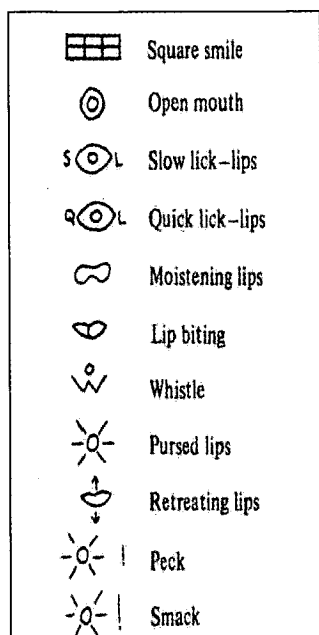 Square smile
Open mouth
S L Slow lick-lips
Q L Quick lick-lips
Moistening lips
Lip biting
Whistle
Pursed lips
Retreating lips
Peck
Smack